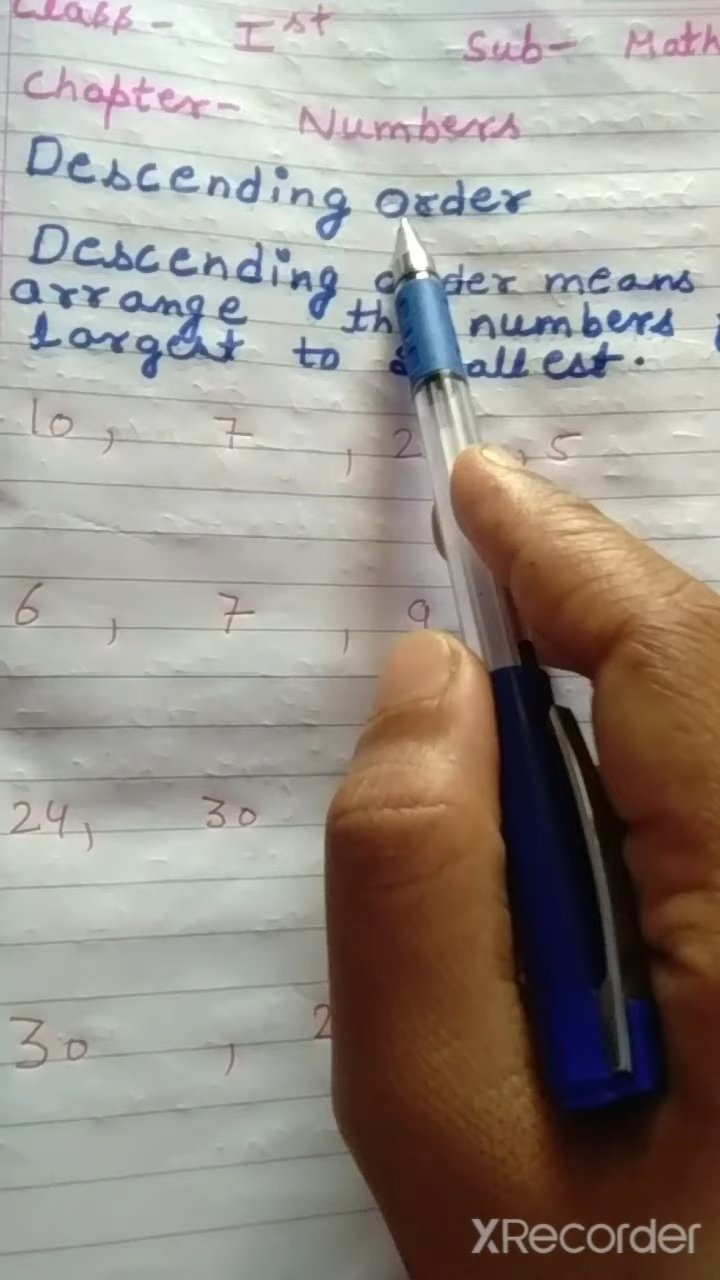 Class - Ist Sub- Math
Chapter- Numbers
Descending order
Descending order means
arrange the numbers
largest to smallest.
10, 7, 2, 5
6, 7, 9
24, 30
30, 2
XRecorder